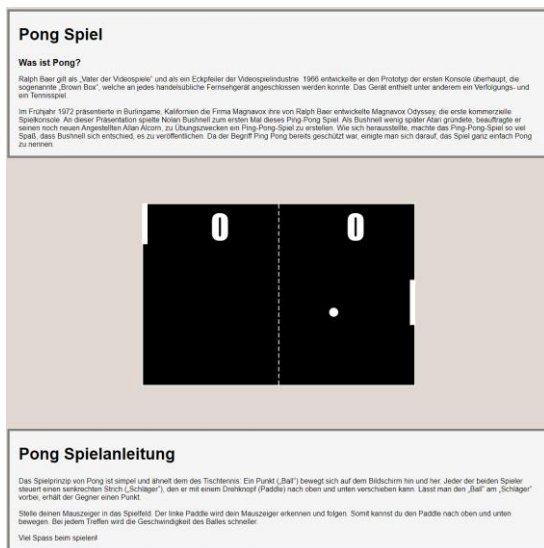 Pong Spiel
Was ist Pong?
Ralph Baer gilt als „Vater der Videospiele" und als ein Eckpfeiler der Videospielindustrie. 1966 entwickelte er den Prototyp der ersten Konsole überhaupt, die
sogenannte „Brown Box", welche an jedes handelsübliche Fernsehgerät angeschlossen werden konnte. Das Gerät enthielt unter anderem ein Verfolgungs- und
ein Tennisspiel.
Im Frühjahr 1972 präsentierte in Burlingame, Kalifornien die Firma Magnavox ihre von Ralph Baer entwickelte Magnavox Odyssey, die erste kommerzielle
Spielkonsole. An dieser Präsentation spielte Nolan Bushnell zum ersten Mal dieses Ping-Pong Spiel. Als Bushnell wenig später Atari gründete, beauftragte er
seinen noch neuen Angestellten Allan Alcorn, zu Übungszwecken ein Ping-Pong-Spiel zu erstellen. Wie sich herausstellte, machte das Ping-Pong-Spiel so viel
Spaß, dass Bushnell sich entschied, es zu veröffentlichen. Da der Begriff Ping Pong bereits geschützt war, einigte man sich darauf, das Spiel ganz einfach Pong
zu nennen.
0 0
Pong Spielanleitung
Das Spielprinzip von Pong ist simpel und ähnelt dem des Tischtennis: Ein Punkt („Ball") bewegt sich auf dem Bildschirm hin und her. Jeder der beiden Spieler
steuert einen senkrechten Strich („Schläger"), den er mit einem Drehknopf (Paddle) nach oben und unten verschieben kann. Lässt man den „Ball" am „Schläger"
vorbei, erhält der Gegner einen Punkt.
Stelle deinen Mauszeiger in das Spielfeld. Der linke Paddle wird dein Mauszeiger erkennen und folgen. Somit kannst du den Paddle nach oben und unten
bewegen. Bei jedem Treffen wird die Geschwindigkeit des Balles schneller.
Viel Spass beim spielen!